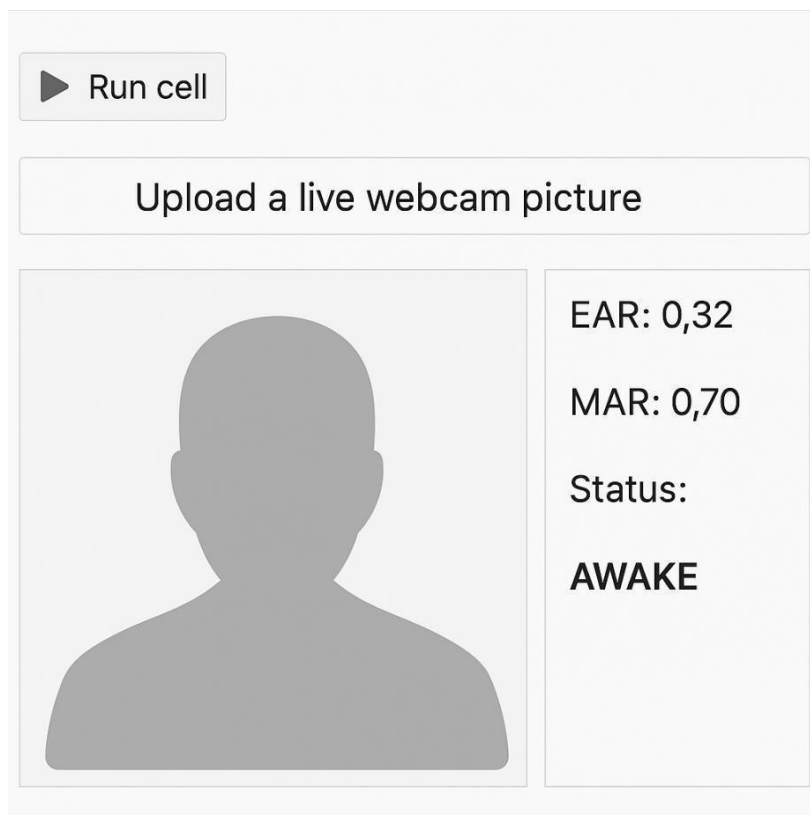 Run cell
Upload a live webcam picture
EAR: 0,32
MAR: 0,70
Status:
AWAKE